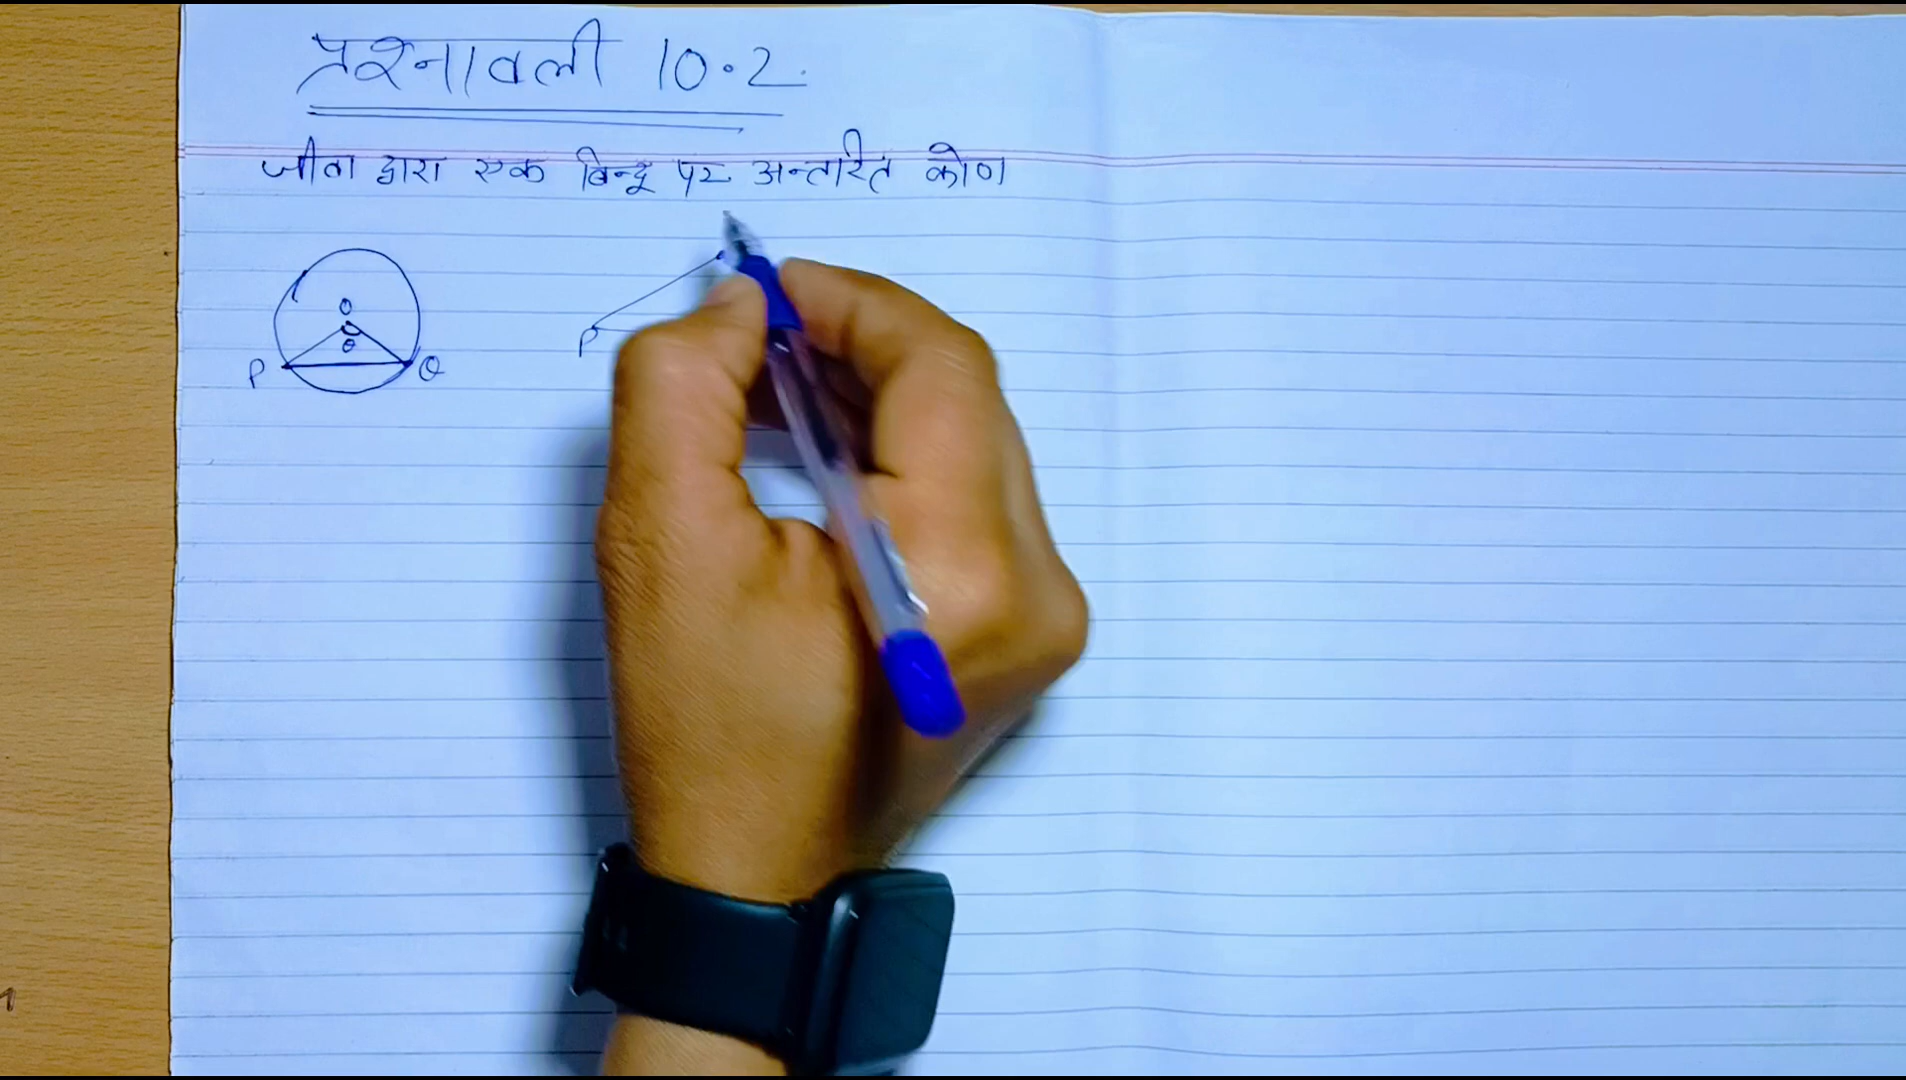 प्रश्नावली 10.2
जीवा द्वारा एक बिन्दू पर अन्तरित कोण
O
θ
P Q
P